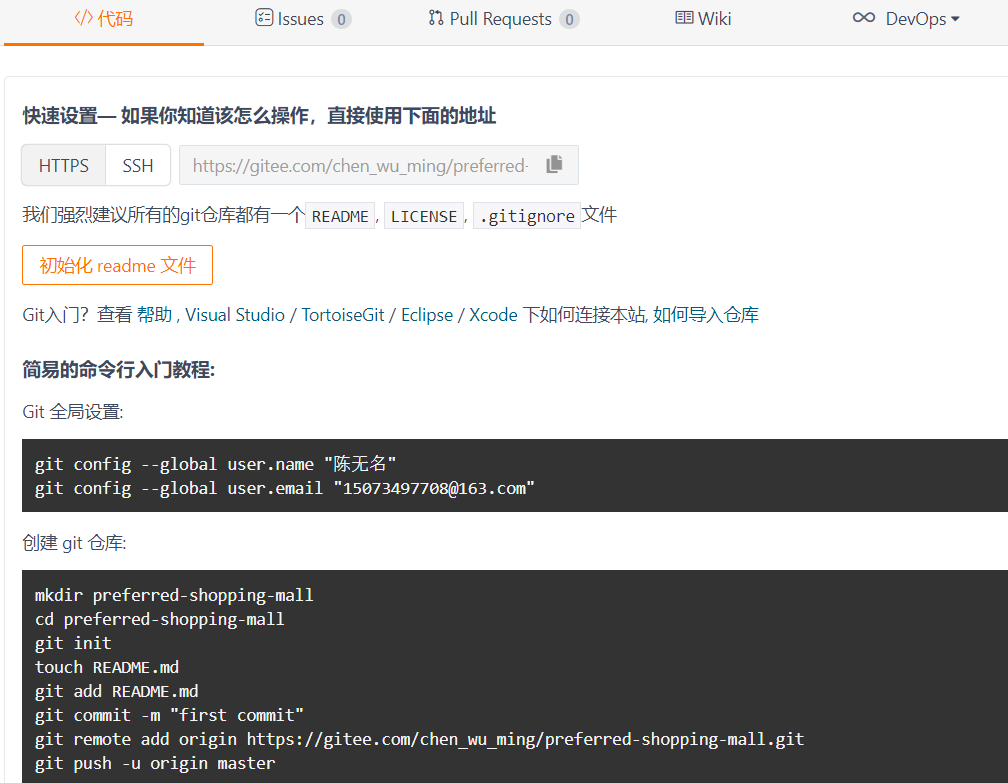 代码 Issues 0 Pull Requests 0 Wiki DevOps
快速设置— 如果你知道该怎么操作，直接使用下面的地址
HTTPS SSH https://gitee.com/chen_wu_ming/preferred-
我们强烈建议所有的git仓库都有一个 README, LICENSE, .gitignore 文件
初始化 readme 文件
Git入门？查看 帮助 , Visual Studio / TortoiseGit / Eclipse / Xcode 下如何连接本站, 如何导入仓库
简易的命令行入门教程:
Git 全局设置:
git config --global user.name "陈无名"
git config --global user.email "15073497708@163.com"
创建 git 仓库:
mkdir preferred-shopping-mall
cd preferred-shopping-mall
git init
touch README.md
git add README.md
git commit -m "first commit"
git remote add origin https://gitee.com/chen_wu_ming/preferred-shopping-mall.git
git push -u origin master